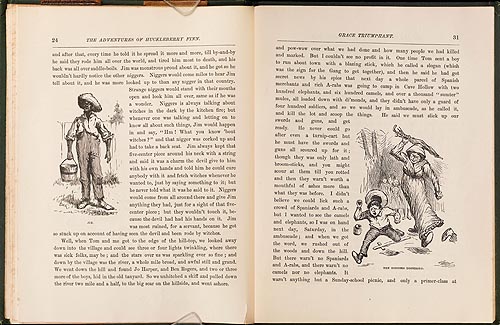 24 THE ADVENTURES OF HUCKLEBERRY FINN.
and after that, every time he told it he spread it more and more, till by-and-by
he said they rode him all over the world, and tired him most to death, and his
back was all over saddle-boils. Jim was monstrous proud about it, and he got so he
wouldn't hardly notice the other niggers. Niggers would come miles to hear Jim
tell about it, and he was more looked up to than any nigger in that country.
Strange niggers would stand with their mouths
open and look him all over, same as if he was
a wonder. Niggers is always talking about
witches in the dark by the kitchen fire; but
whenever one was talking and letting on to
know all about such things, Jim would happen
in and say, "Hm! What you know 'bout
witches?" and that nigger was corked up and
had to take a back seat. Jim always kept that
five-center piece around his neck with a string
and said it was a charm the devil give to him
with his own hands and told him he could cure
anybody with it and fetch witches whenever he
wanted to, just by saying something to it; but
he never told what it was he said to it. Niggers
would come from all around there and give Jim
anything they had, just for a sight of that five-
center piece; but they wouldn't touch it, be-
cause the devil had had his hands on it. Jim
was most ruined, for a servant, because he got
JIM.
so stuck up on account of having seen the devil and been rode by witches.
Well, when Tom and me got to the edge of the hill-top, we looked away
down into the village and could see three or four lights twinkling, where there
was sick folks, may be; and the stars over us was sparkling ever so fine; and
down by the village was the river, a whole mile broad, and awful still and grand.
We went down the hill and found Jo Harper, and Ben Rogers, and two or three
more of the boys, hid in the old tanyard. So we unhitched a skiff and pulled down
the river two mile and a half, to the big scar on the hillside, and went ashore.
GRACE TRIUMPHANT. 31
and pow-wow over what we had done and how many people we had killed
and marked. But I couldn't see no profit in it. One time Tom sent a boy
to run about town with a blazing stick, which he called a slogan (which
was the sign for the Gang to get together), and then he said he had got
secret news by his spies that next day a whole parcel of Spanish
merchants and rich A-rabs was going to camp in Cave Hollow with two
hundred elephants, and six hundred camels, and over a thousand "sumter"
mules, all loaded down with di'monds, and they didn't have only a guard of
four hundred soldiers, and so we would lay in ambuscade, as he called it,
and kill the lot and scoop the things. He said we must slick up our
swords and guns, and get
ready. He never could go
after even a turnip-cart but
he must have the swords and
guns all scoured up for it;
though they was only lath and
broom-sticks, and you might
scour at them till you rotted
and then they warn't worth a
mouthful of ashes more than
what they was before. I didn't
believe we could lick such a
crowd of Spaniards and A-rabs,
but I wanted to see the camels
and elephants, so I was on hand
next day, Saturday, in the
ambuscade; and when we got
the word, we rushed out of
the woods and down the hill.
But there warn't no Spaniards
and A-rabs, and there warn't no
camels nor no elephants. It
wasn't anything but a Sunday-school picnic, and only a primer-class at